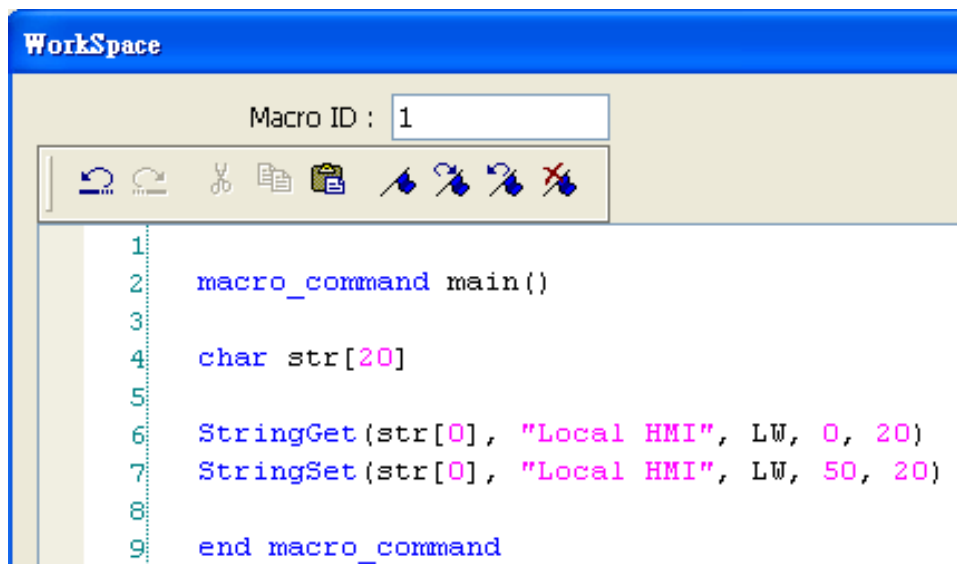 WorkSpace
Macro ID : 1
1
2 macro_command main()
3
4 char str[20]
5
6 StringGet(str[0], "Local HMI", LW, 0, 20)
7 StringSet(str[0], "Local HMI", LW, 50, 20)
8
9 end macro_command